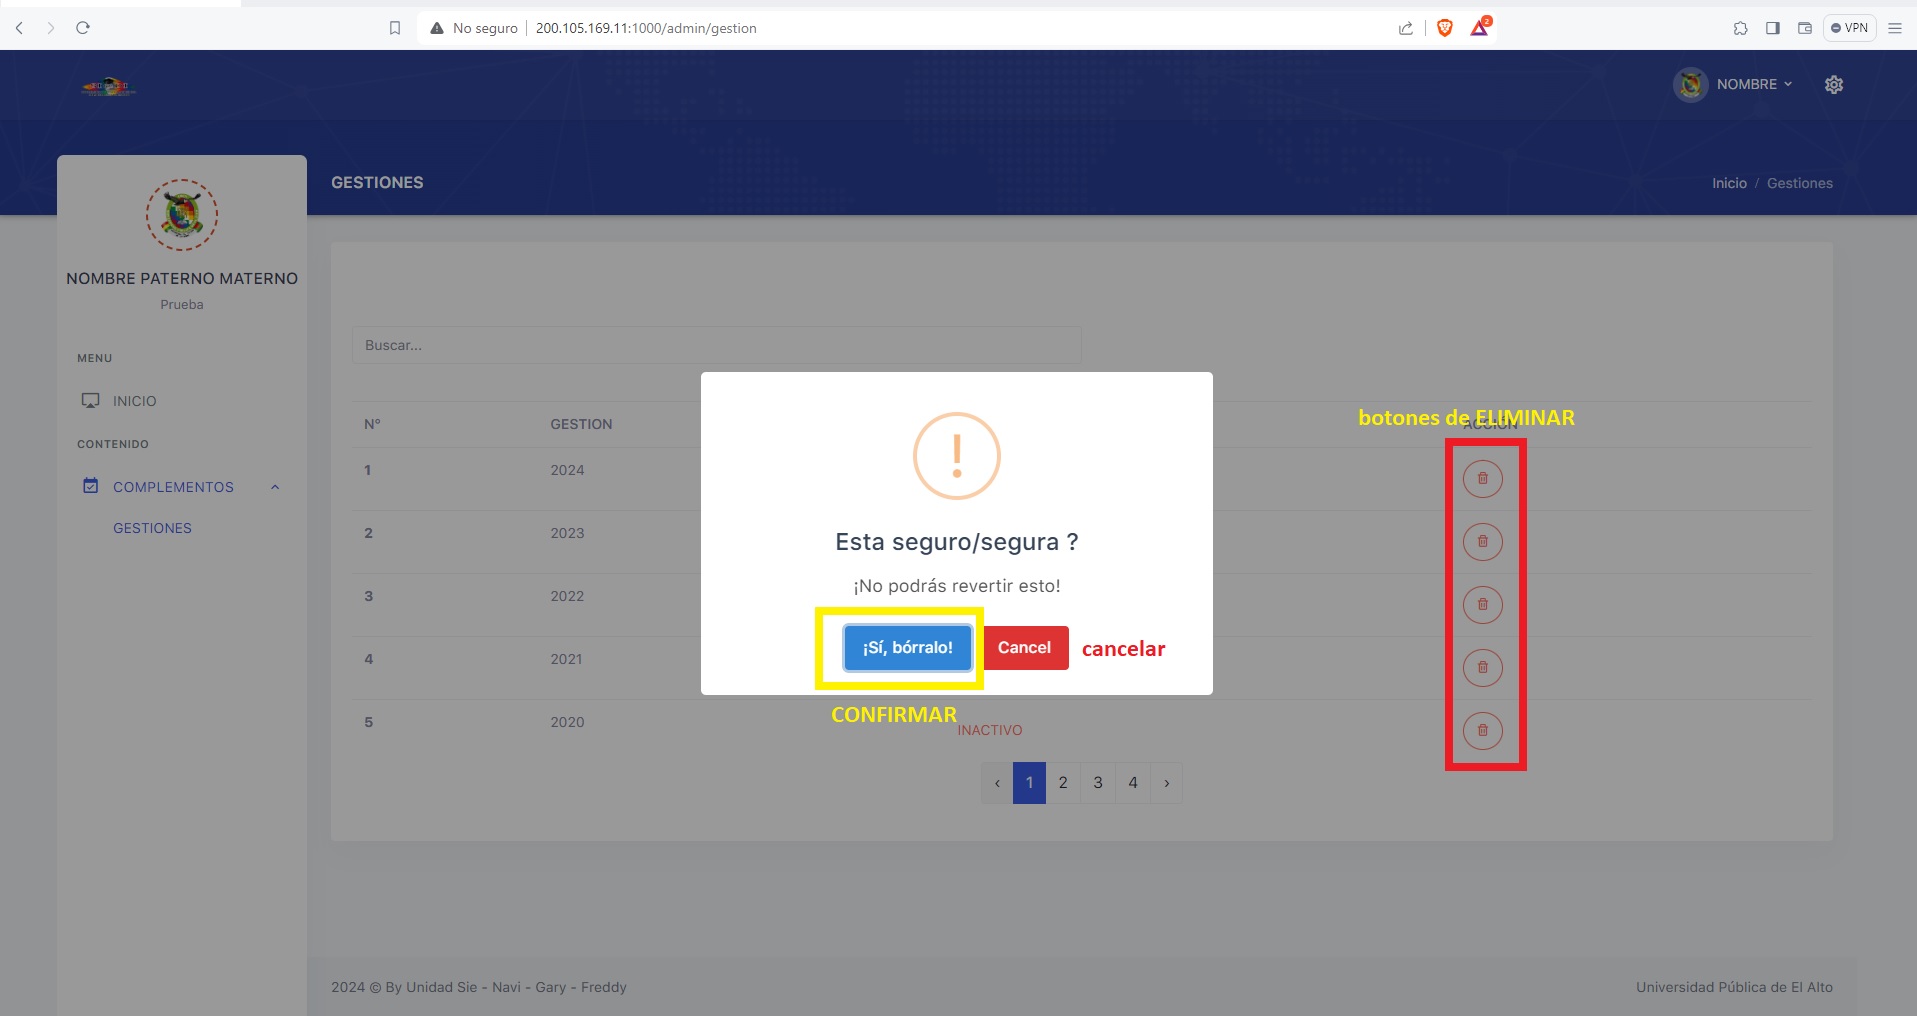 No seguro 200.105.169.11:1000/admin/gestion
2
VPN
NOMBRE
GESTIONES
Inicio / Gestiones
NOMBRE PATERNO MATERNO
Prueba
MENU
INICIO
CONTENIDO
COMPLEMENTOS
GESTIONES
Buscar...
botones de ELIMINAR
N° GESTION ACCIÓN
1 2024
2 2023
3 2022
4 2021
5 2020 INACTIVO
!
Esta seguro/segura ?
¡No podrás revertir esto!
¡Sí, bórralo! Cancel cancelar
CONFIRMAR
‹ 1 2 3 4 ›
2024 © By Unidad Sie - Navi - Gary - Freddy
Universidad Pública de El Alto